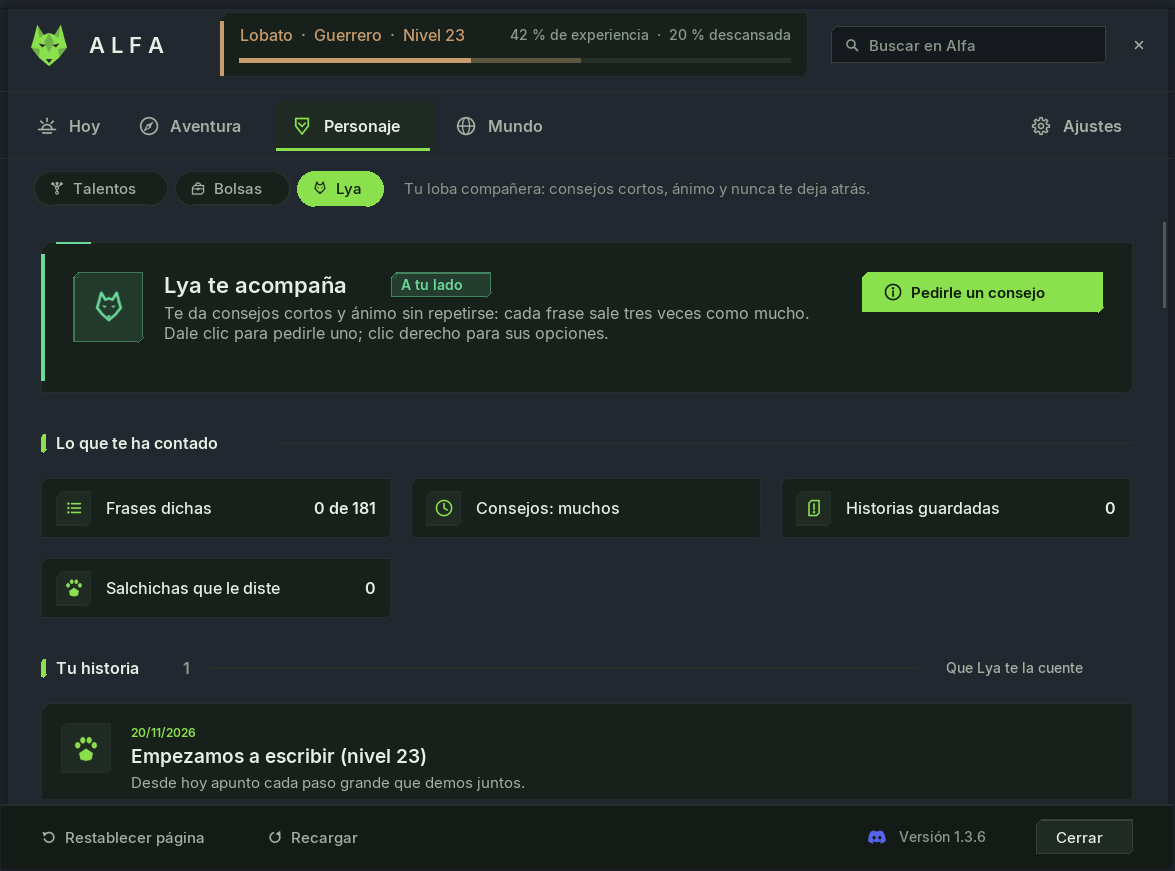 ALFA
Lobato · Guerrero · Nivel 23
42 % de experiencia · 20 % descansada
Buscar en Alfa
Hoy
Aventura
Personaje
Mundo
Ajustes
Talentos
Bolsas
Lya
Tu loba compañera: consejos cortos, ánimo y nunca te deja atrás.
Lya te acompaña
A tu lado
Te da consejos cortos y ánimo sin repetirse: cada frase sale tres veces como mucho.
Dale clic para pedirle uno; clic derecho para sus opciones.
Pedirle un consejo
Lo que te ha contado
Frases dichas
0 de 181
Consejos: muchos
Historias guardadas
0
Salchichas que le diste
0
Tu historia
1
Que Lya te la cuente
20/11/2026
Empezamos a escribir (nivel 23)
Desde hoy apunto cada paso grande que demos juntos.
Restablecer página
Recargar
Versión 1.3.6
Cerrar